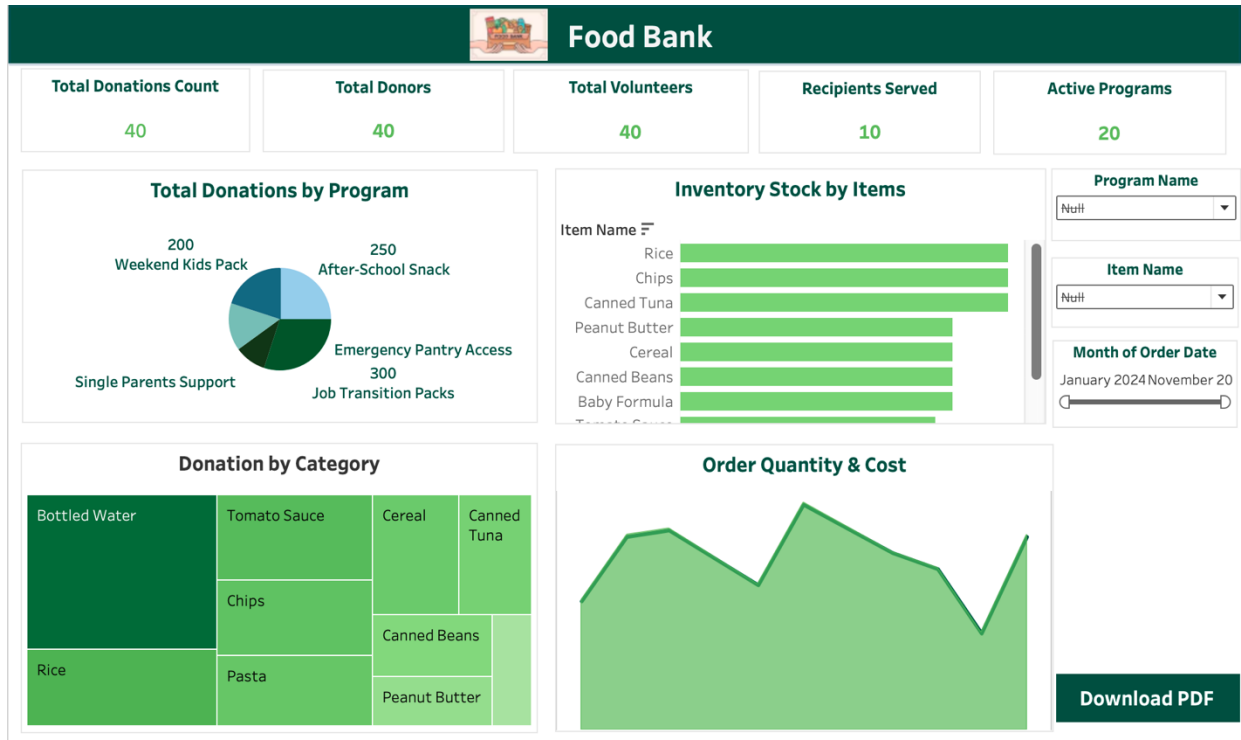 FOOD BANK
Food Bank
Total Donations Count
40
Total Donors
40
Total Volunteers
40
Recipients Served
10
Active Programs
20
Total Donations by Program
200
Weekend Kids Pack
250
After-School Snack
Emergency Pantry Access
300
Job Transition Packs
Single Parents Support
Inventory Stock by Items
Item Name
Rice
Chips
Canned Tuna
Peanut Butter
Cereal
Canned Beans
Baby Formula
Program Name
Null
Item Name
Null
Month of Order Date
January 2024 November 20
Donation by Category
Bottled Water
Rice
Tomato Sauce
Chips
Pasta
Cereal
Canned
Tuna
Canned Beans
Peanut Butter
Order Quantity & Cost
Download PDF